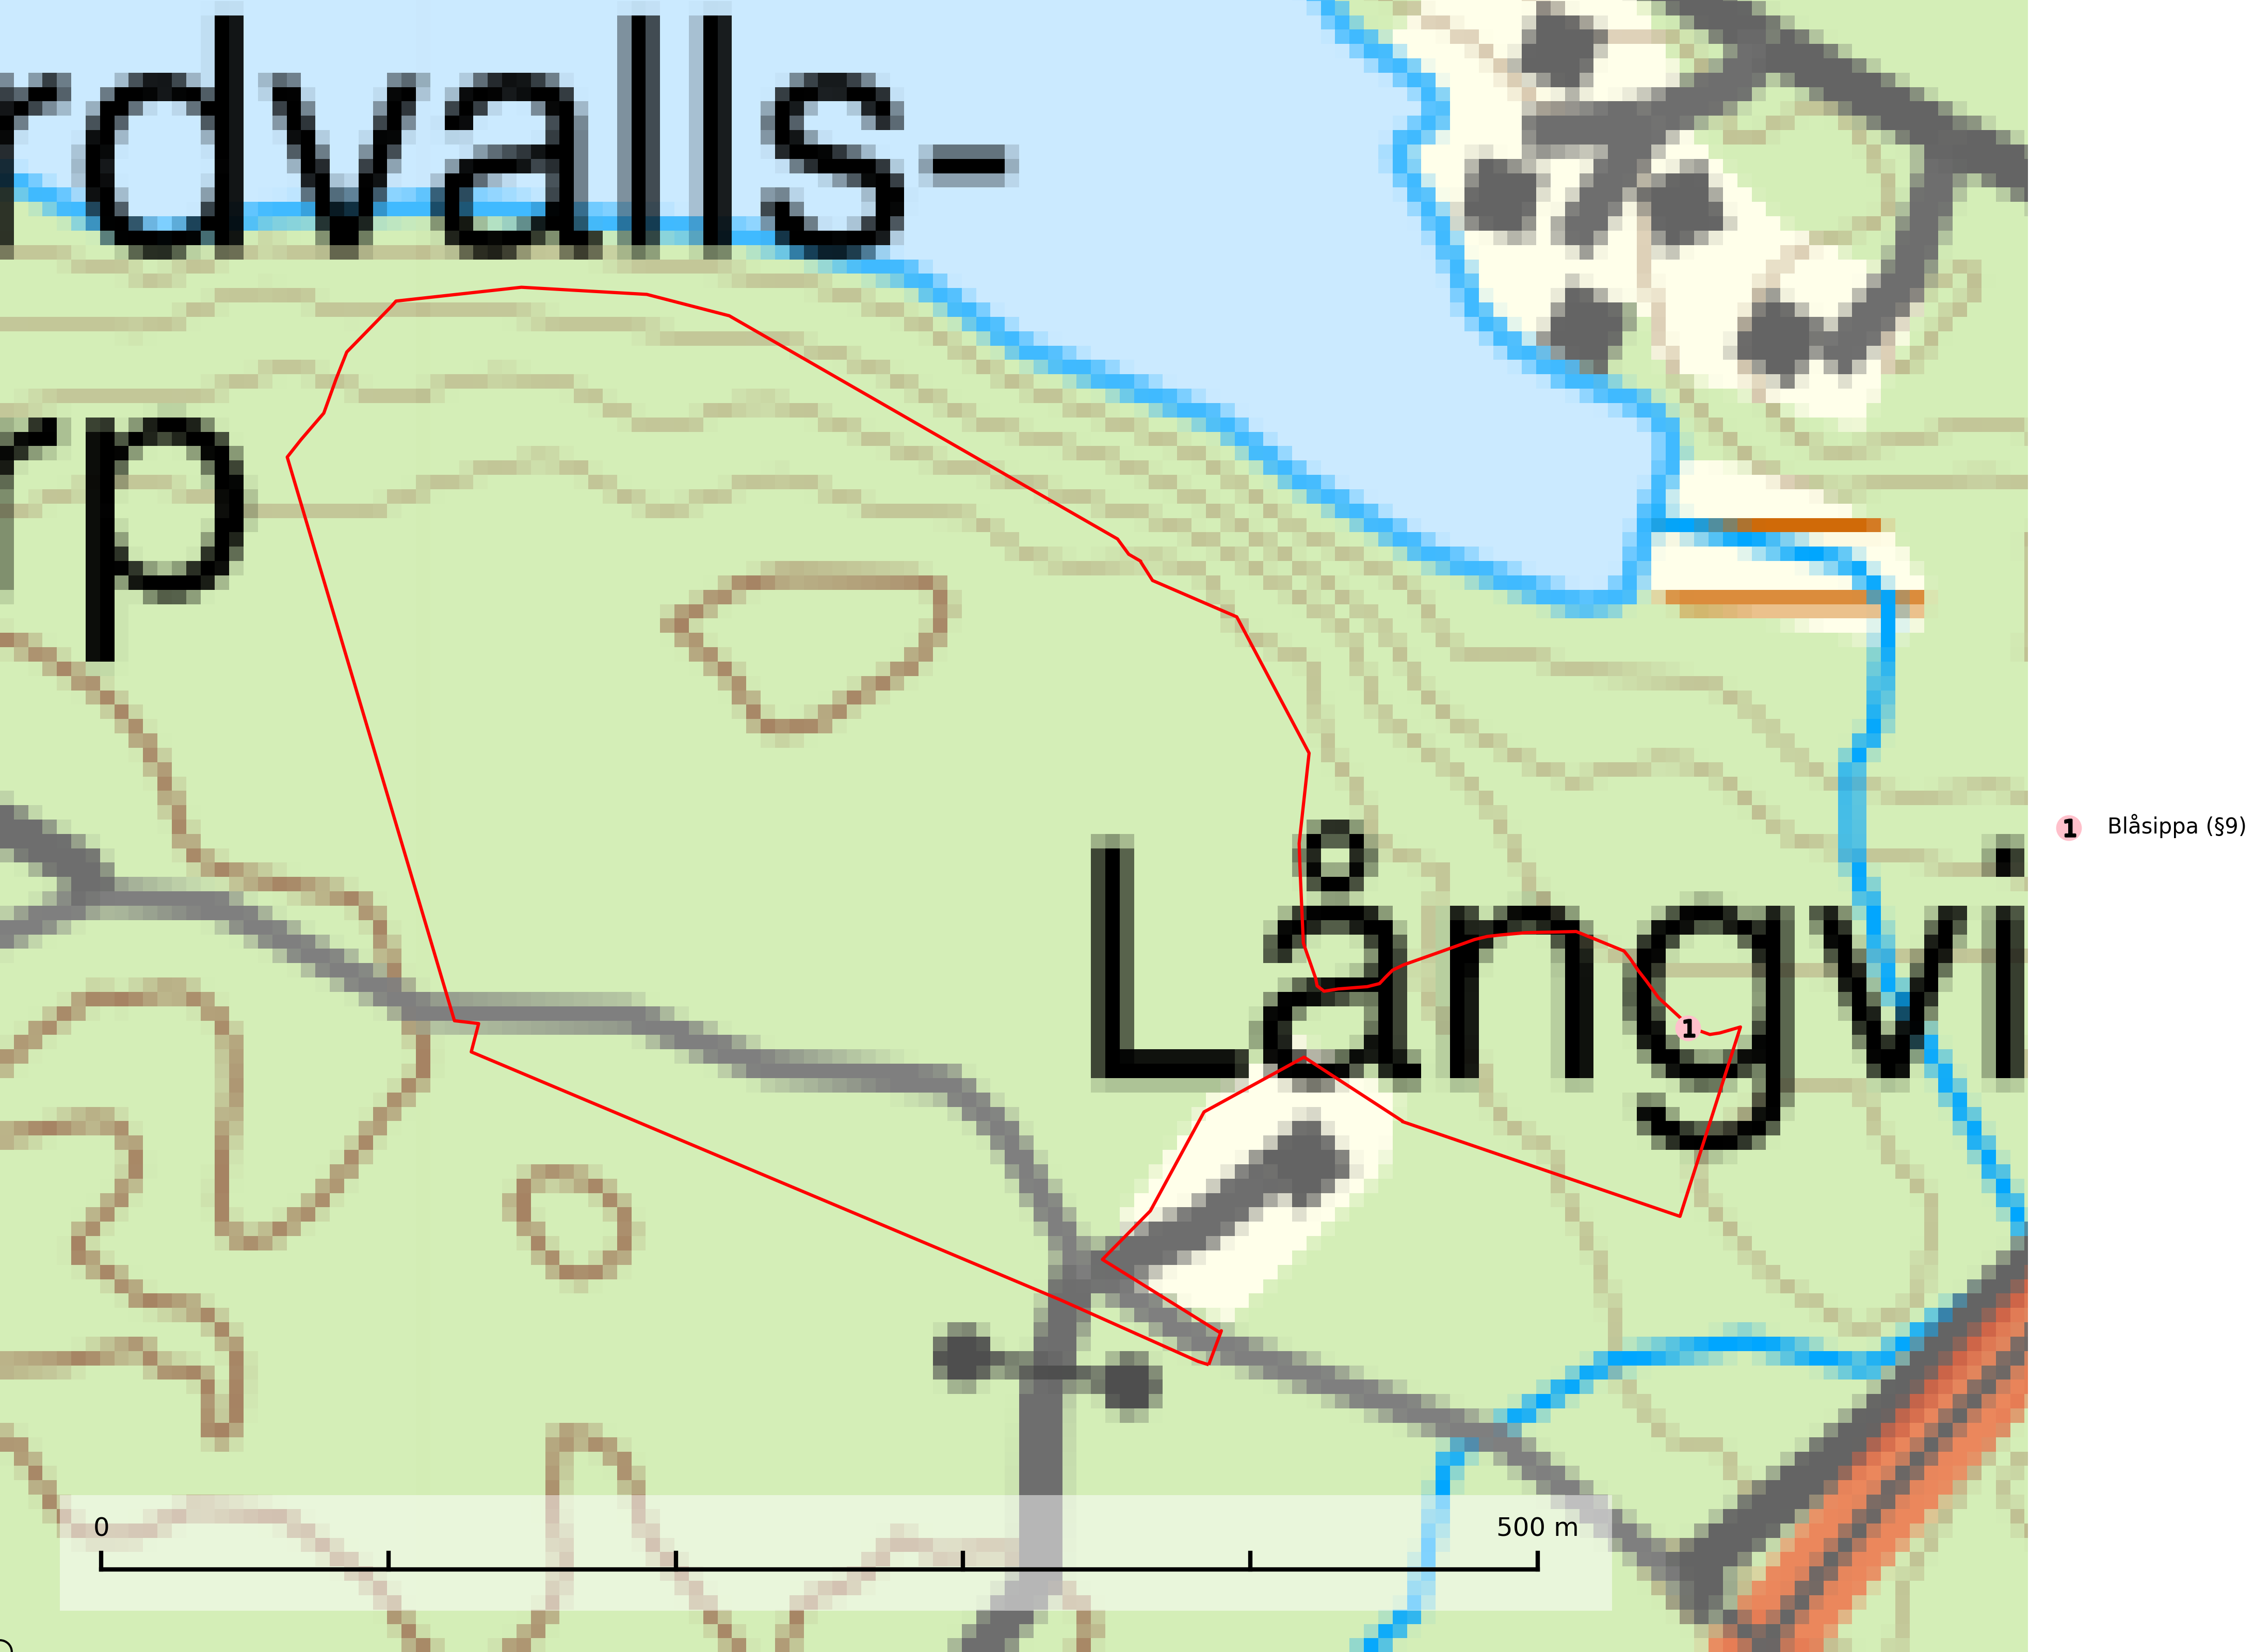 rdvalls-
rp
Långvi
1
1 Blåsippa (§9)
0 500 m